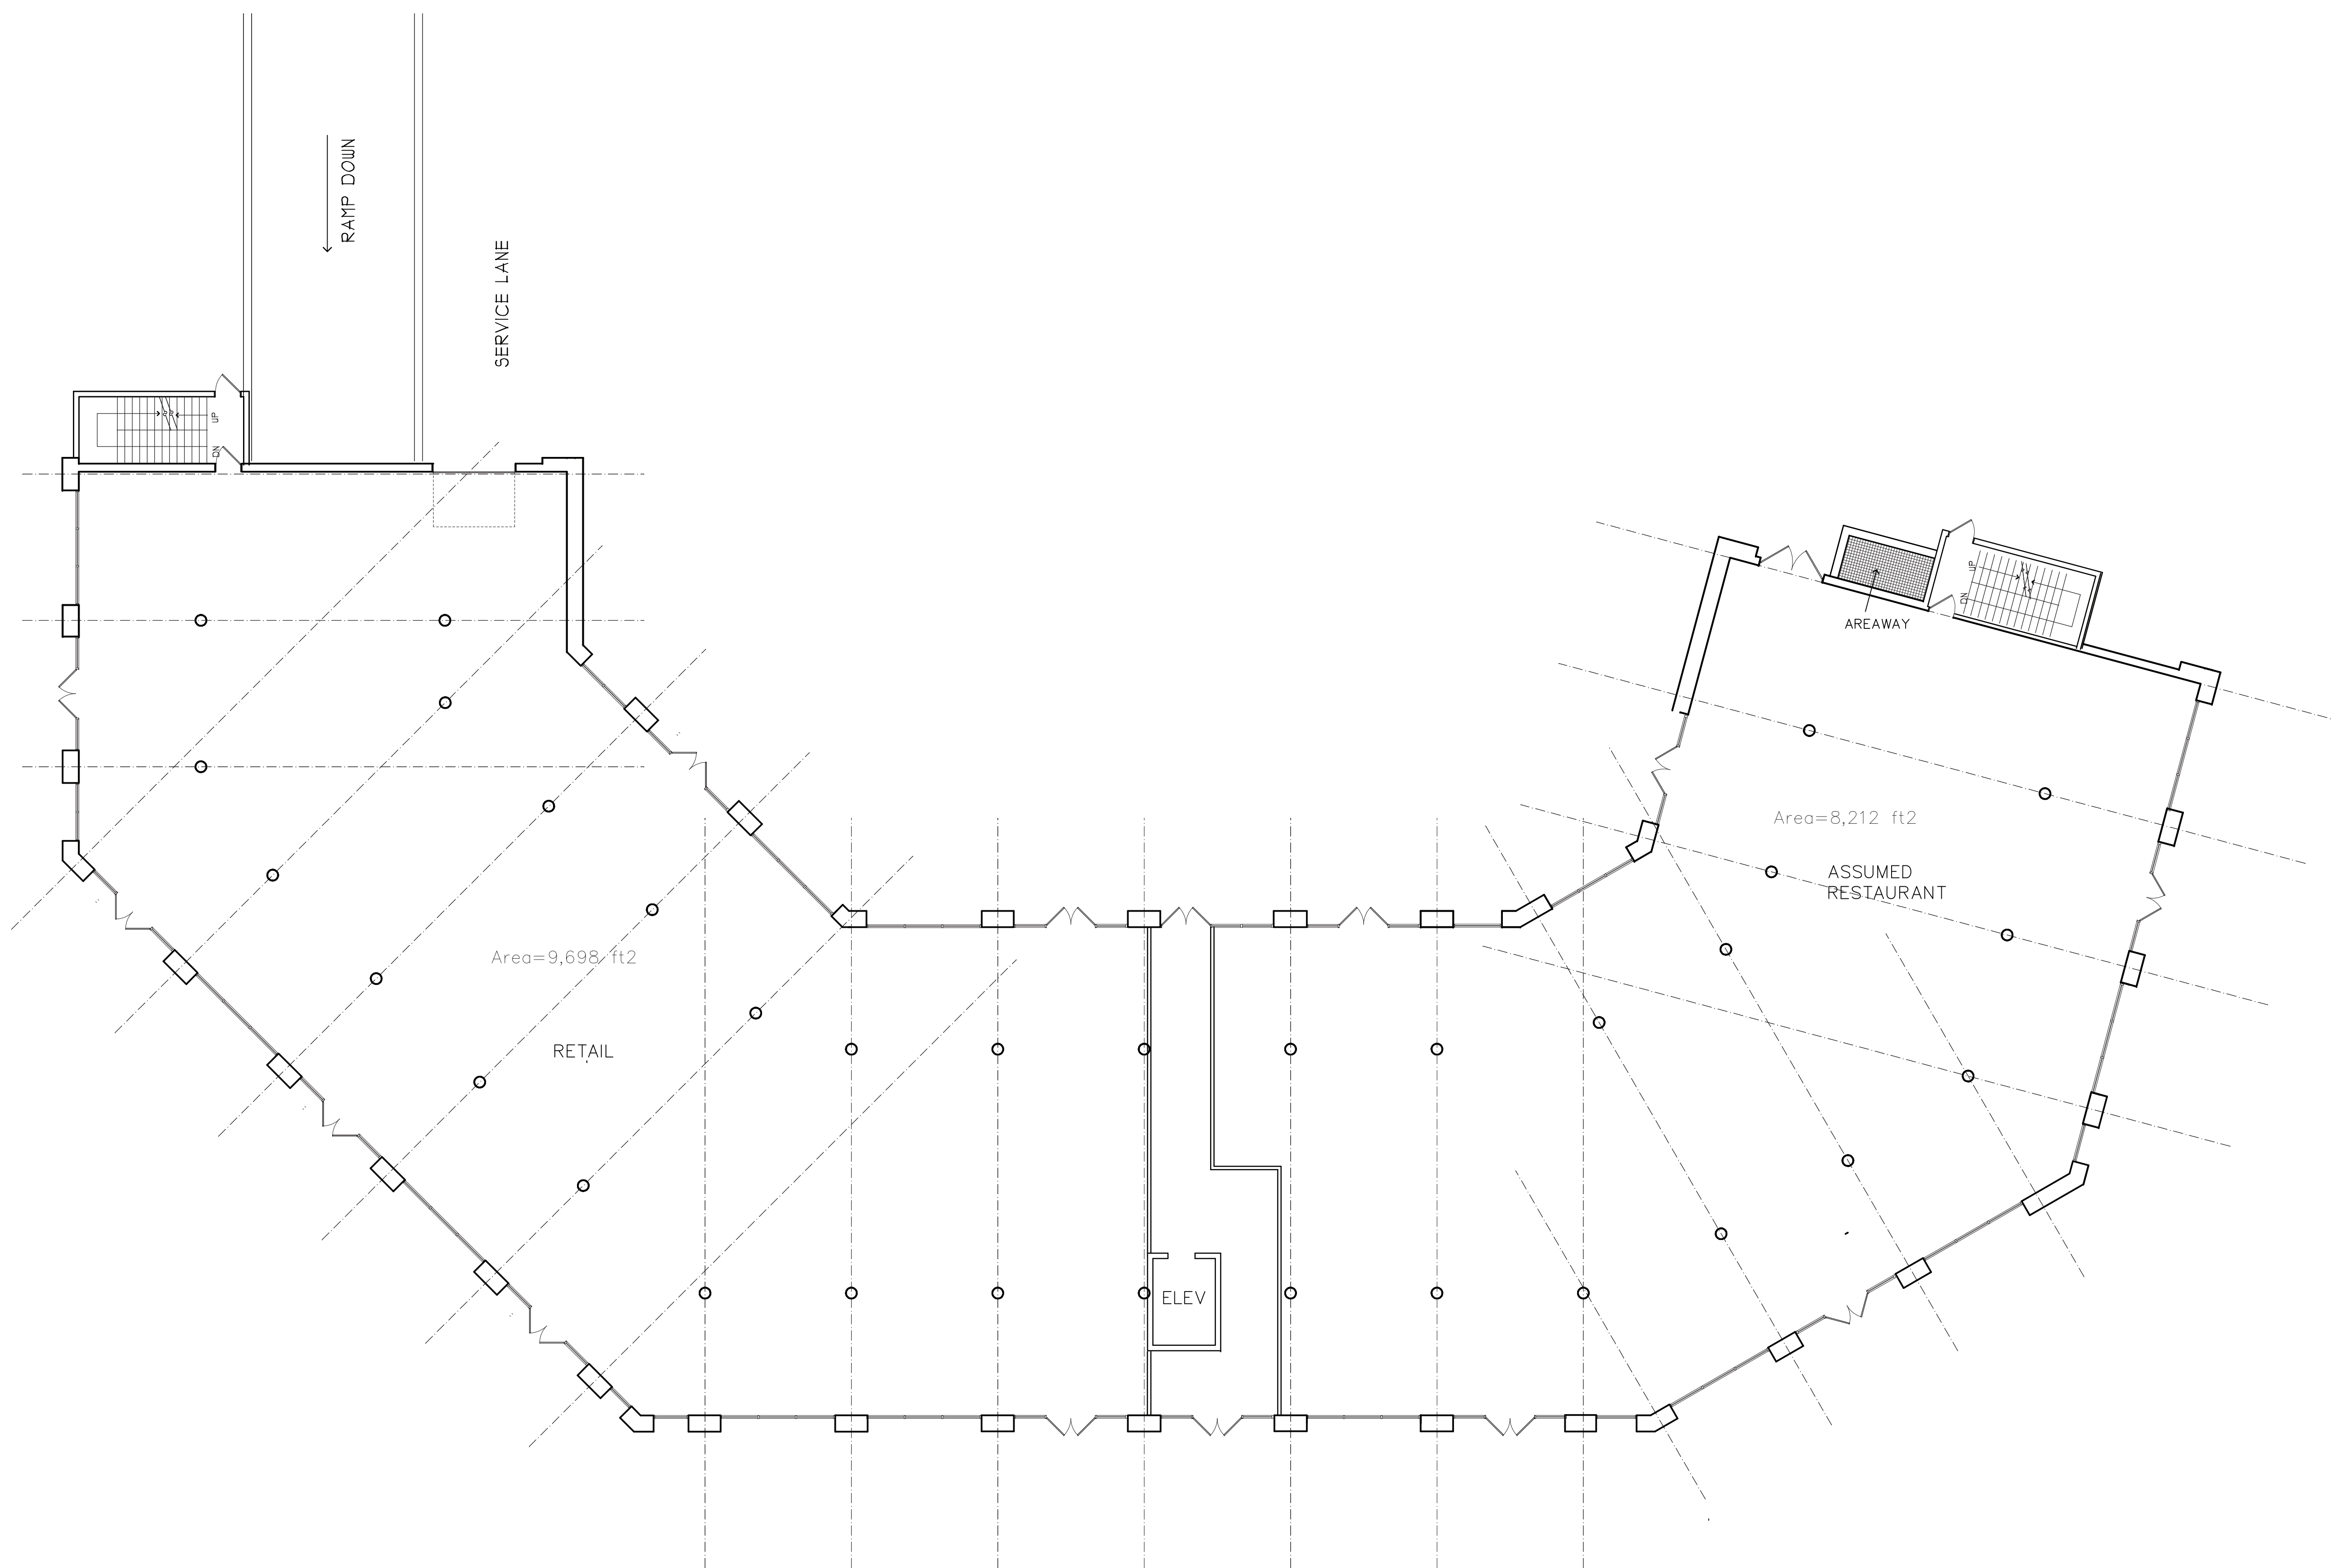 RAMP DOWN
SERVICE LANE
UP
DN
UP
DN
AREAWAY
Area=8,212 ft2
ASSUMED
RESTAURANT
Area=9,698 ft2
RETAIL
ELEV